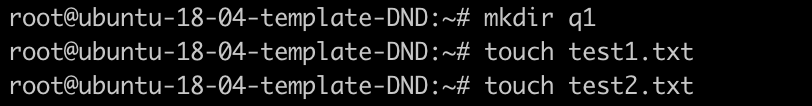 root@ubuntu-18-04-template-DND:~# mkdir q1
root@ubuntu-18-04-template-DND:~# touch test1.txt
root@ubuntu-18-04-template-DND:~# touch test2.txt